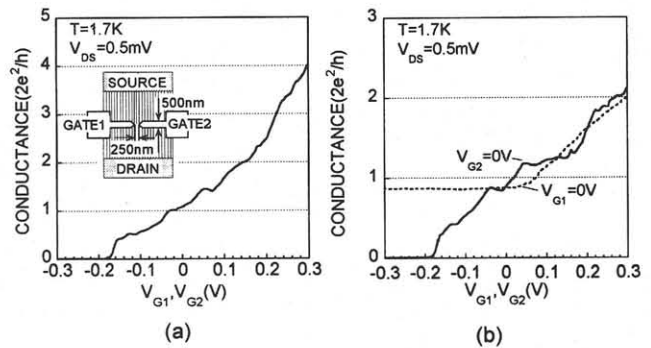 T=1.7K
V_DS=0.5mV
SOURCE
500nm
GATE1
GATE2
250nm
DRAIN
CONDUCTANCE(2e²/h)
5
4
3
2
1
0
-0.3 -0.2 -0.1 0 0.1 0.2 0.3
V_G1,V_G2(V)
(a)
T=1.7K
V_DS=0.5mV
V_G2=0V
V_G1=0V
CONDUCTANCE(2e²/h)
3
2
1
0
-0.3 -0.2 -0.1 0 0.1 0.2 0.3
V_G1,V_G2(V)
(b)